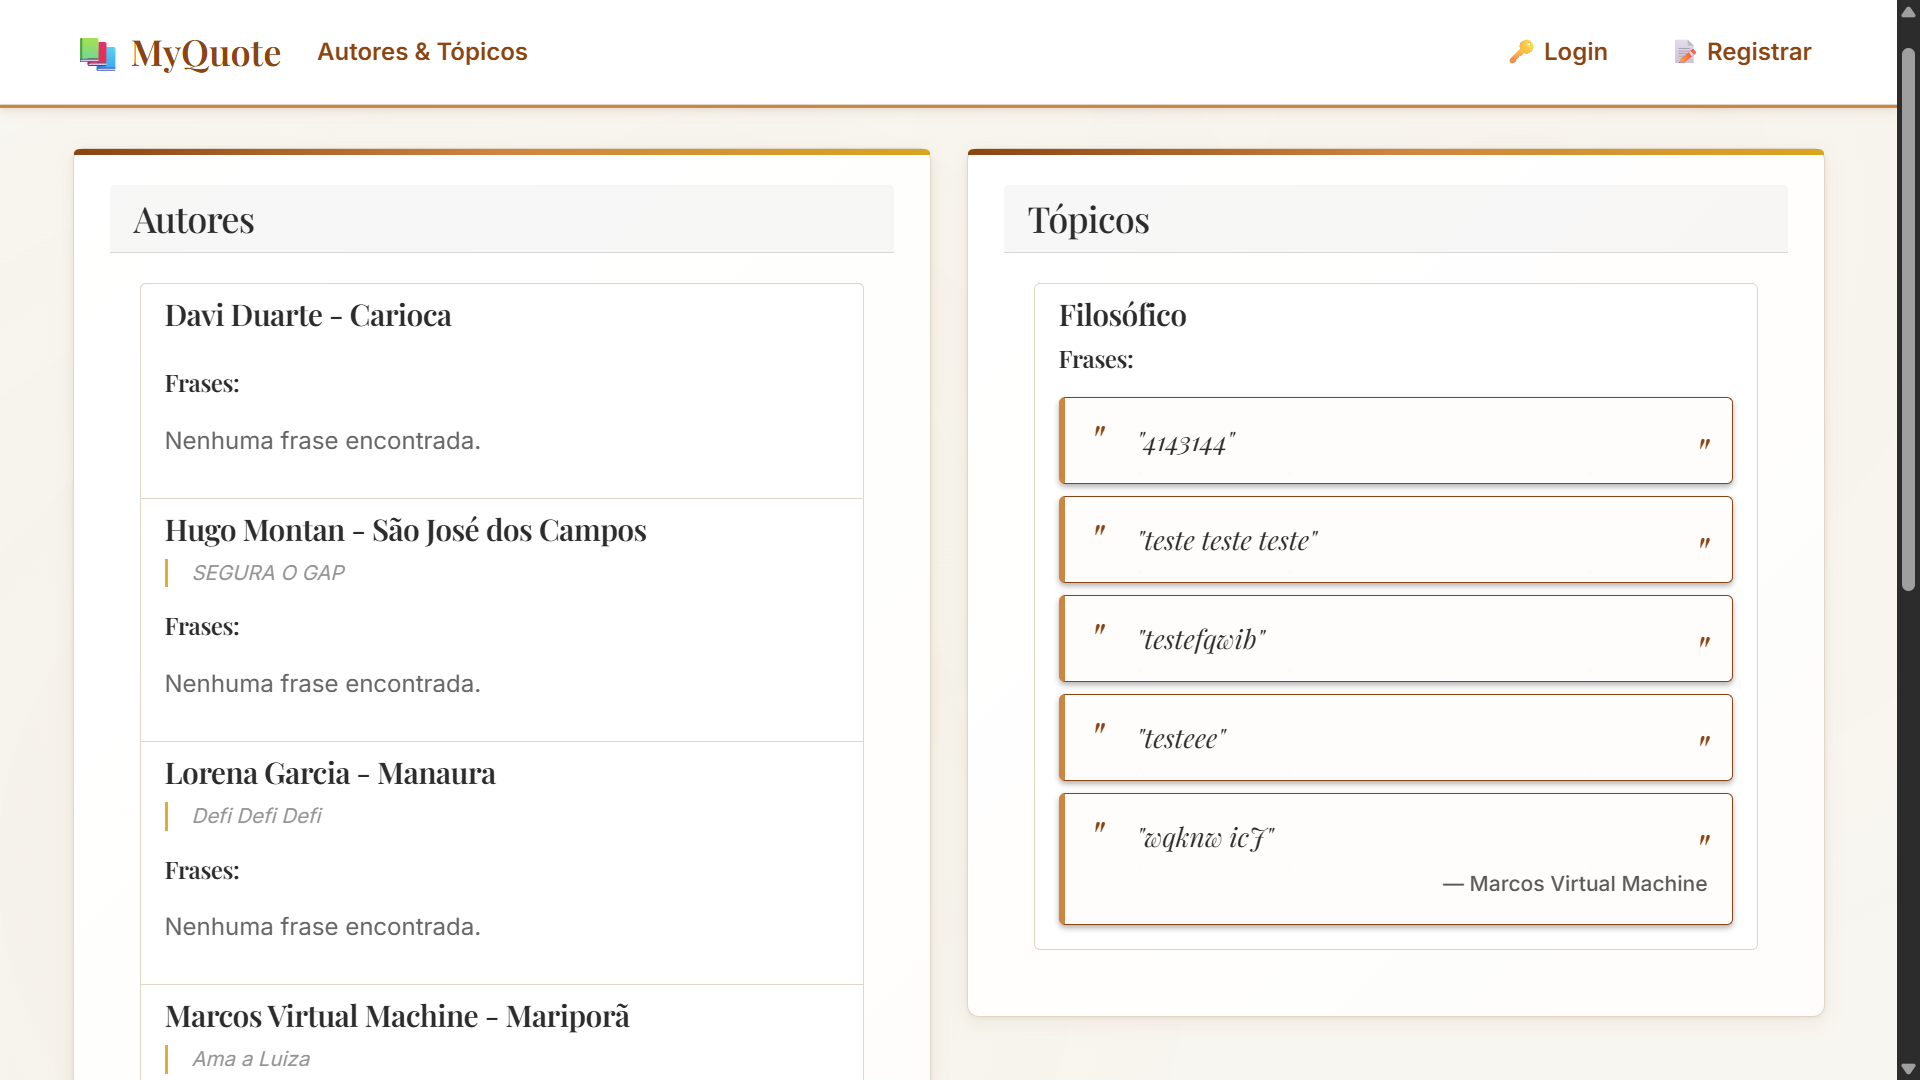 MyQuote
Autores & Tópicos
Login
Registrar
Autores
Davi Duarte - Carioca
Frases:
Nenhuma frase encontrada.
Hugo Montan - São José dos Campos
SEGURA O GAP
Frases:
Nenhuma frase encontrada.
Lorena Garcia - Manaura
Defi Defi Defi
Frases:
Nenhuma frase encontrada.
Marcos Virtual Machine - Mariporã
Ama a Luiza
Tópicos
Filosófico
Frases:
" "4143144" "
" "teste teste teste" "
" "testefqwib" "
" "testeee" "
" "wqknw icJ" "
— Marcos Virtual Machine